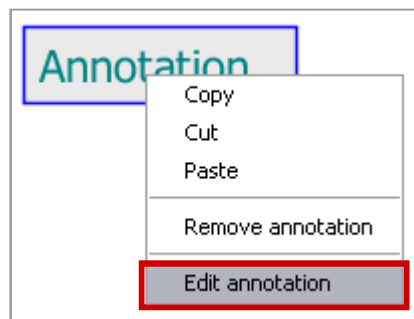 Annotation
Copy
Cut
Paste
Remove annotation
Edit annotation